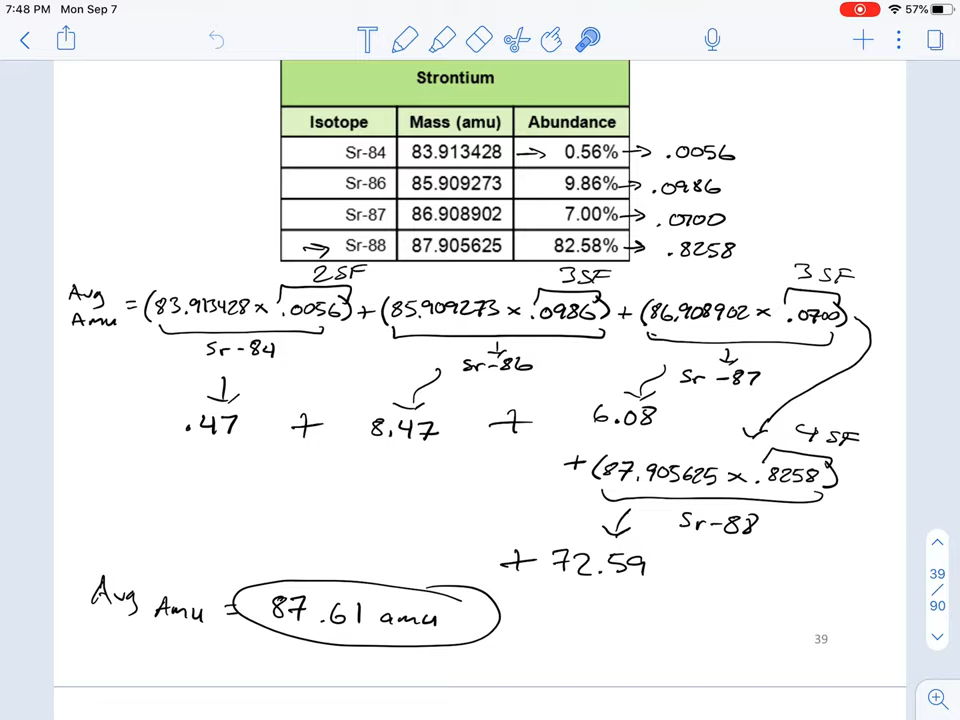 7:48 PM Mon Sep 7 57%
Strontium
Isotope Mass (amu) Abundance
Sr-84 83.913428 → 0.56% → .0056
Sr-86 85.909273 9.86% → .0986
Sr-87 86.908902 7.00% → .0700
→ Sr-88 87.905625 82.58% → .8258
2SF 3SF 3SF
Avg Amu = (83.913428 × .0056) + (85.909273 × .0986) + (86.908902 × .0700)
Sr-84 Sr-86 Sr-87
.47 + 8.47 + 6.08
4SF
+ (87.905625 × .8258)
Sr-88
+ 72.59
Avg Amu = 87.61 amu
39
39
/
90